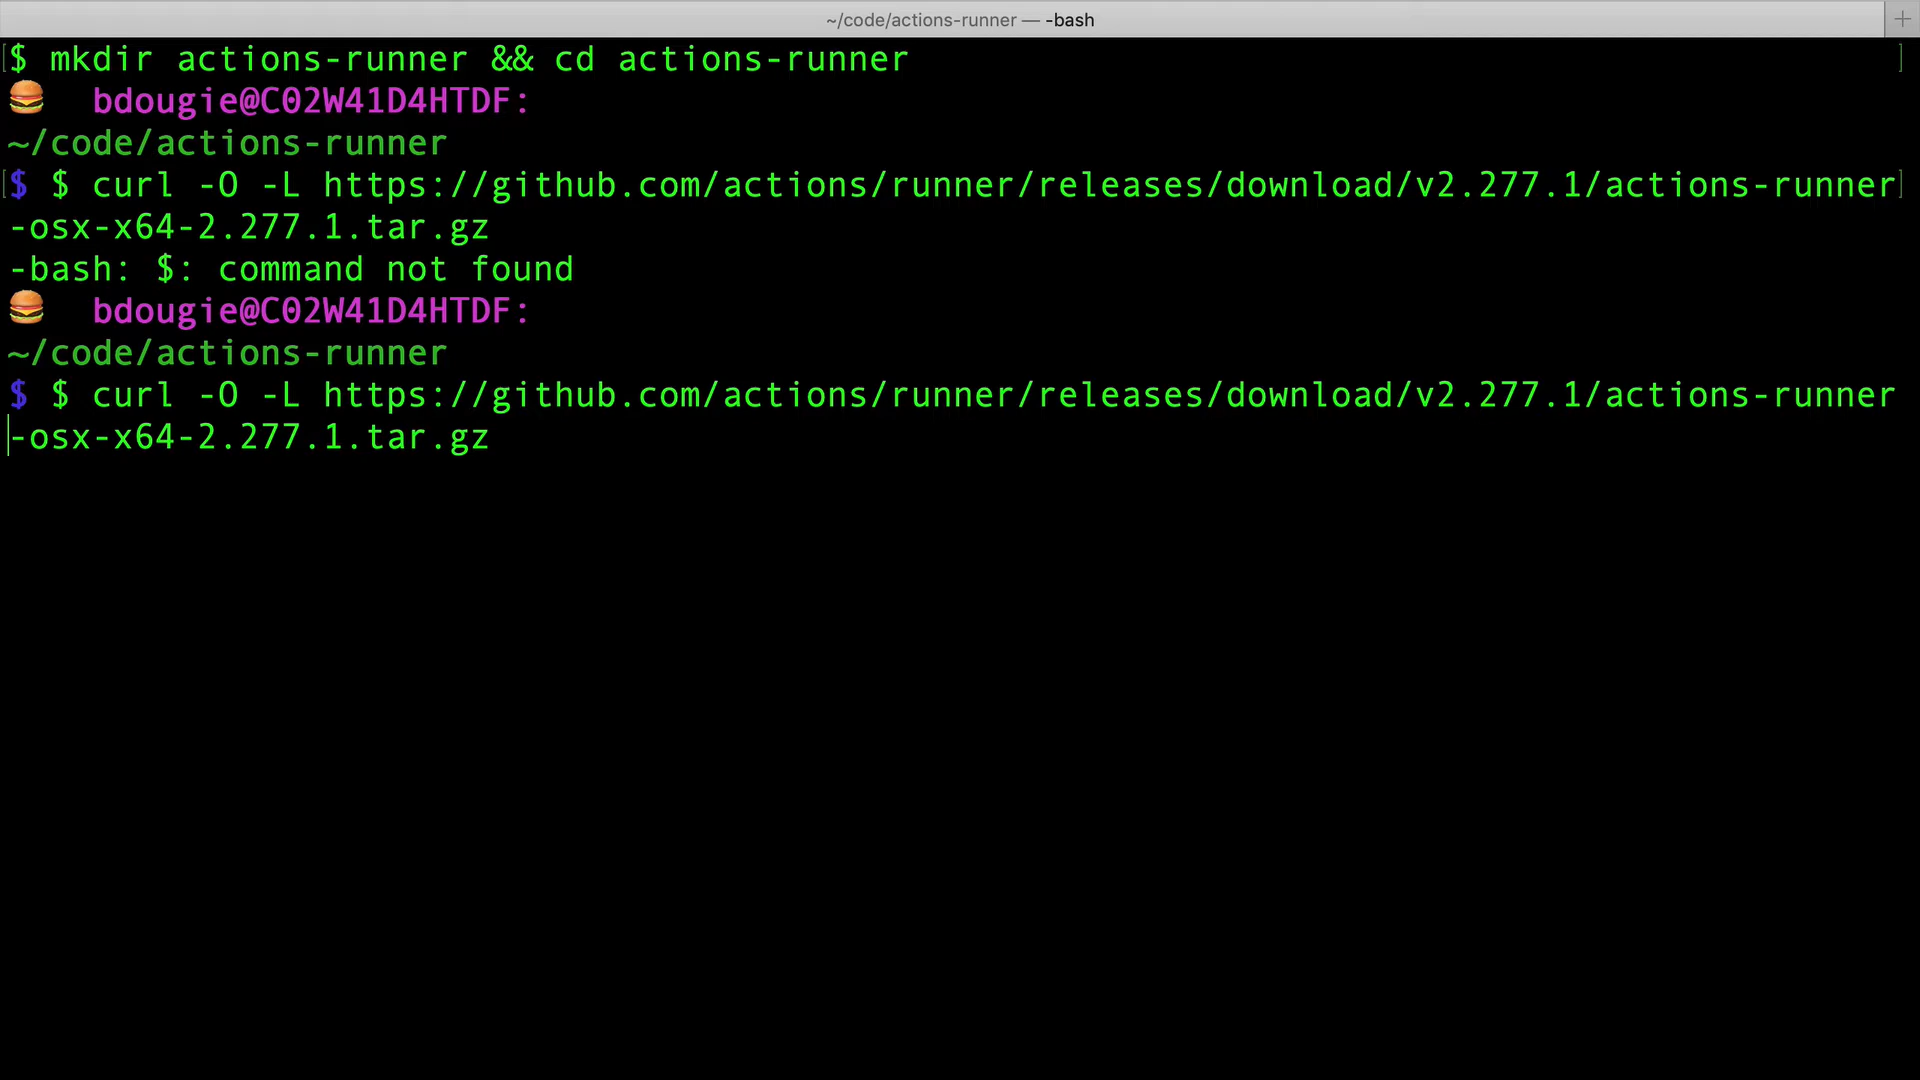 ~/code/actions-runner — -bash
$ mkdir actions-runner && cd actions-runner
🍔 bdougie@C02W41D4HTDF:
~/code/actions-runner
$ $ curl -O -L https://github.com/actions/runner/releases/download/v2.277.1/actions-runner
-osx-x64-2.277.1.tar.gz
-bash: $: command not found
🍔 bdougie@C02W41D4HTDF:
~/code/actions-runner
$ $ curl -O -L https://github.com/actions/runner/releases/download/v2.277.1/actions-runner
-osx-x64-2.277.1.tar.gz